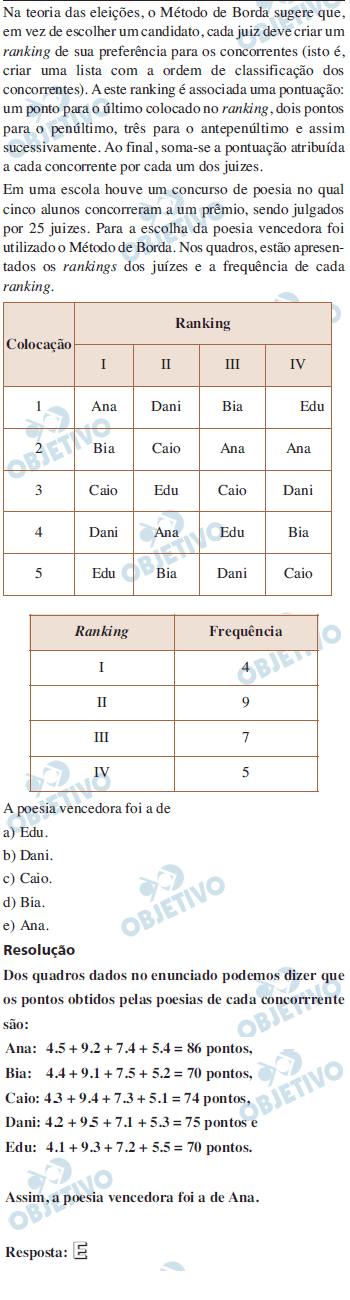 Na teoria das eleições, o Método de Borda sugere que,
em vez de escolher um candidato, cada juiz deve criar um
ranking de sua preferência para os concorrentes (isto é,
criar uma lista com a ordem de classificação dos
concorrentes). A este ranking é associada uma pontuação:
um ponto para o último colocado no ranking, dois pontos
para o penúltimo, três para o antepenúltimo e assim
sucessivamente. Ao final, soma-se a pontuação atribuída
a cada concorrente por cada um dos juizes.
Em uma escola houve um concurso de poesia no qual
cinco alunos concorreram a um prêmio, sendo julgados
por 25 juizes. Para a escolha da poesia vencedora foi
utilizado o Método de Borda. Nos quadros, estão apresen-
tados os rankings dos juízes e a frequência de cada
ranking.
Colocação Ranking
I II III IV
1 Ana Dani Bia Edu
2 Bia Caio Ana Ana
3 Caio Edu Caio Dani
4 Dani Ana Edu Bia
5 Edu Bia Dani Caio
Ranking Frequência
I 4
II 9
III 7
IV 5
A poesia vencedora foi a de
a) Edu.
b) Dani.
c) Caio.
d) Bia.
e) Ana.
Resolução
Dos quadros dados no enunciado podemos dizer que
os pontos obtidos pelas poesias de cada concorrrente
são:
Ana: 4.5 + 9.2 + 7.4 + 5.4 = 86 pontos,
Bia: 4.4 + 9.1 + 7.5 + 5.2 = 70 pontos,
Caio: 4.3 + 9.4 + 7.3 + 5.1 = 74 pontos,
Dani: 4.2 + 9.5 + 7.1 + 5.3 = 75 pontos e
Edu: 4.1 + 9.3 + 7.2 + 5.5 = 70 pontos.
Assim, a poesia vencedora foi a de Ana.
Resposta: E
OBJETIVO